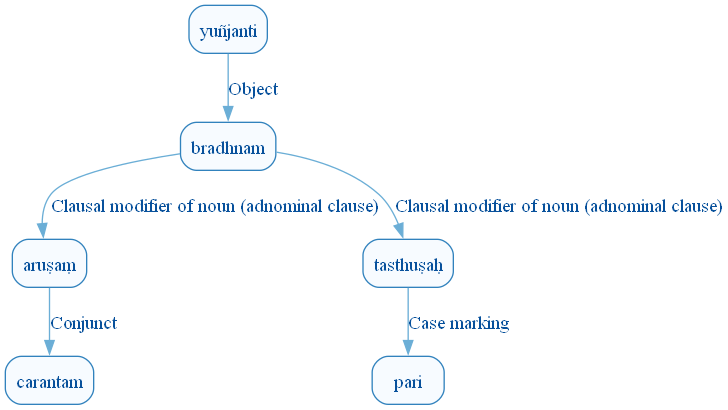 yuñjanti
Object
bradhnam
Clausal modifier of noun (adnominal clause)
Clausal modifier of noun (adnominal clause)
aruṣaṃ
tasthuṣaḥ
Conjunct
Case marking
carantam
pari